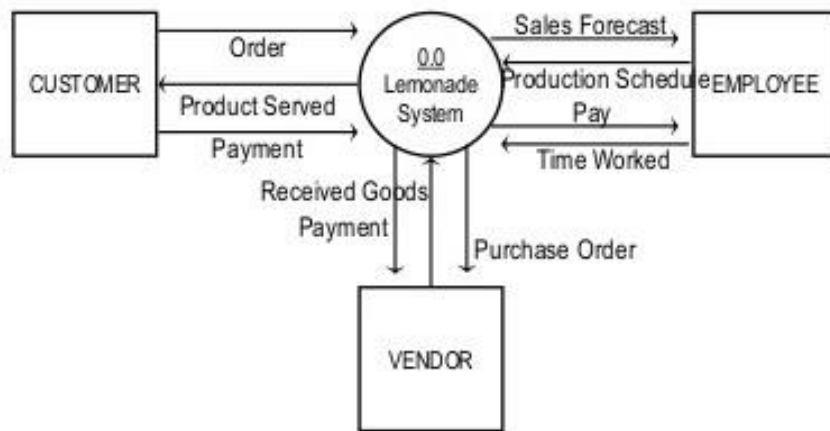 Order
Sales Forecast
0.0
CUSTOMER
Lemonade
System
Production Schedule
EMPLOYEE
Product Served
Pay
Payment
Time Worked
Received Goods
Payment
Purchase Order
VENDOR